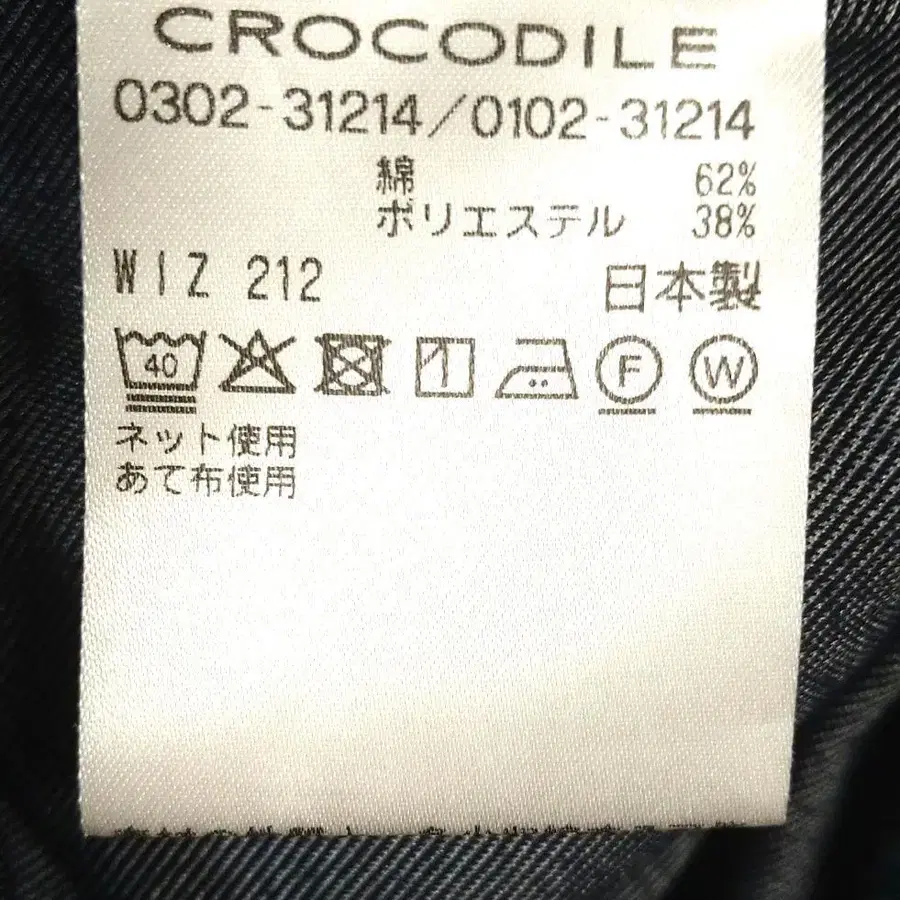 CROCODILE
0302-31214/0102-31214
綿 62%
ポリエステル 38%
WIZ 212 日本製
40 F W
ネット使用
あて布使用